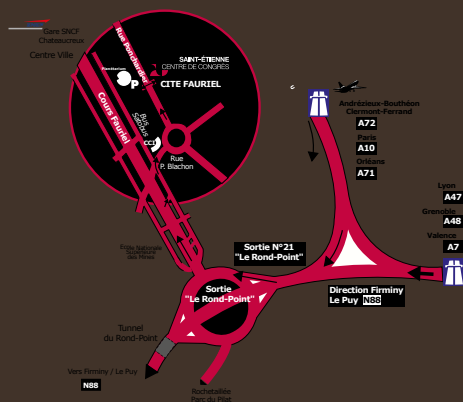 Gare SNCF
Chateaucreux
Centre Ville
Rue Ponchardier
Planétarium
SAINT-ÉTIENNE
CENTRE DE CONGRÈS
CITE FAURIEL
Cours Fauriel
Bus
CCI
Rue
P. Blachon
Andrézieux-Bouthéon
Clermont-Ferrand
A72
Paris
A10
Orléans
A71
Lyon
A47
Grenoble
A48
Valence
A7
École Nationale
Supérieure
des Mines
Sortie N°21
"Le Rond-Point"
Sortie
"Le Rond-Point"
Direction Firminy
Le Puy N88
Tunnel
du Rond-Point
Vers Firminy / Le Puy
N88
Rochetaillée
Parc du Pilat